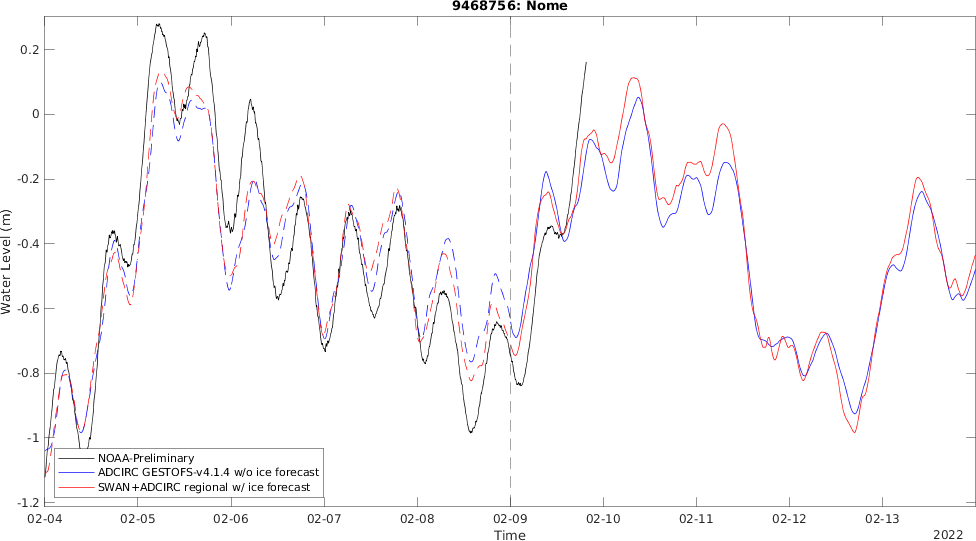 9468756: Nome
Water Level (m)
0.2
0
-0.2
-0.4
-0.6
-0.8
-1
-1.2
NOAA-Preliminary
ADCIRC GESTOFS-v4.1.4 w/o ice forecast
SWAN+ADCIRC regional w/ ice forecast
02-04 02-05 02-06 02-07 02-08 02-09 02-10 02-11 02-12 02-13
Time
2022